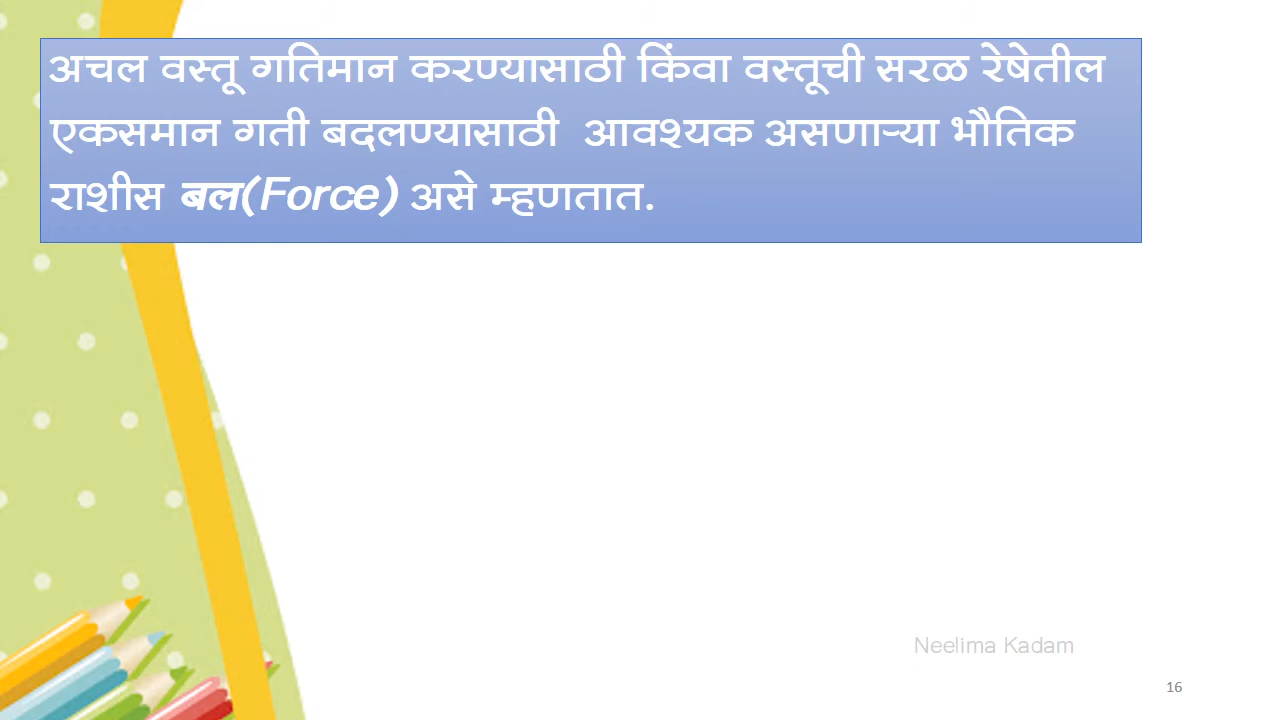 अचल वस्तू गतिमान करण्यासाठी किंवा वस्तूची सरळ रेषेतील
एकसमान गती बदलण्यासाठी  आवश्यक असणाऱ्या भौतिक
राशीस बल(Force) असे म्हणतात.
Neelima Kadam
16